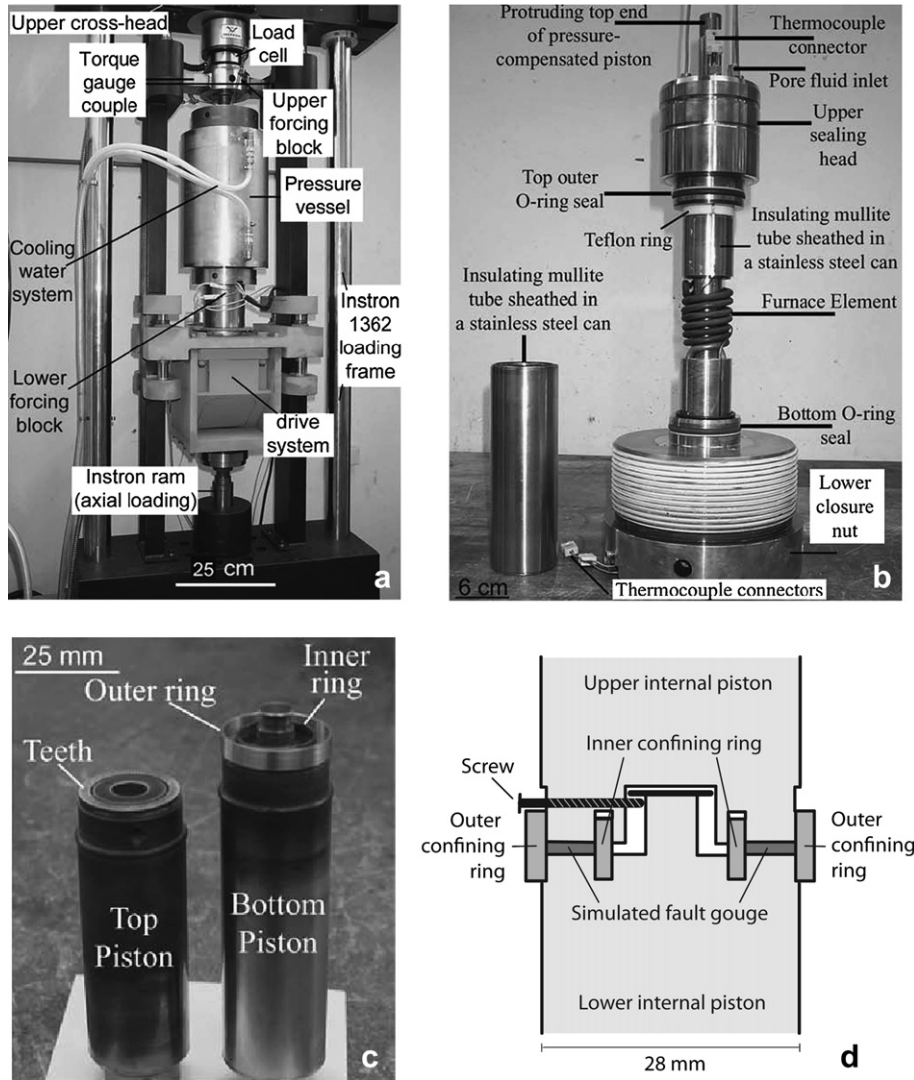 Upper cross-head
Load
cell
Torque
gauge
couple
Upper
forcing
block
Pressure
vessel
Cooling
water
system
Instron
1362
loading
frame
Lower
forcing
block
drive
system
Instron ram
(axial loading)
25 cm
a
Protruding top end
of pressure-
compensated piston
Thermocouple
connector
Pore fluid inlet
Upper
sealing
head
Top outer
O-ring seal
Teflon ring
Insulating mullite
tube sheathed in
a stainless steel can
Insulating mullite
tube sheathed in
a stainless steel can
Furnace Element
Bottom O-ring
seal
Lower
closure
nut
6 cm
Thermocouple connectors
b
25 mm
Inner
ring
Outer ring
Teeth
Top
Piston
Bottom
Piston
c
Upper internal piston
Inner confining ring
Screw
Outer
confining
ring
Outer
confining
ring
Simulated fault gouge
Lower internal piston
28 mm
d